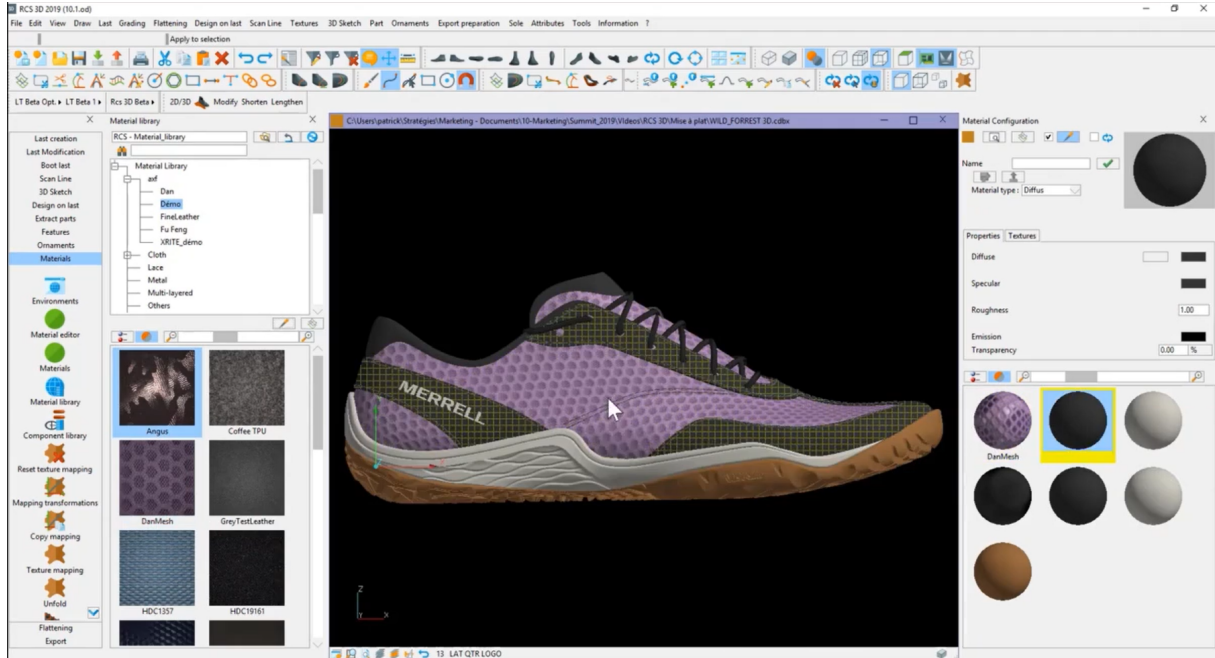 RCS 3D 2019 (10.1.od)
File Edit View Draw Last Grading Flattening Design on last Scan Line Textures 3D Sketch Part Ornaments Export preparation Sole Attributes Tools Information ?
Apply to selection
LT Beta Opt. LT Beta 1 Rcs 3D Beta 2D/3D Modify Shorten Lengthen
Last creation
Last Modification
Boot last
Scan Line
3D Sketch
Design on last
Extract parts
Features
Ornaments
Materials
Environments
Material editor
Materials
Material library
Component library
Reset texture mapping
Mapping transformations
Copy mapping
Texture mapping
Unfold
Flattening
Export
Material library
RCS - Material_library
Material Library
axf
Dan
Démo
FineLeather
Fu Feng
XRITE_démo
Cloth
Lace
Metal
Multi-layered
Others
Angus
Coffee TPU
DanMesh
GreyTestLeather
HDC1357
HDC19161
C:\Users\patrick\Stratégies\Marketing - Documents\10-Marketing\Summit_2019\Videos\RCS 3D\Mise à plat\WILD_FORREST 3D.cdbx
MERRELL
Z
Y
X
13 LAT QTR LOGO
Material Configuration
Name
Material type : Diffus
Properties Textures
Diffuse
Specular
Roughness 1.00
Emission
Transparency 0.00 %
DanMesh